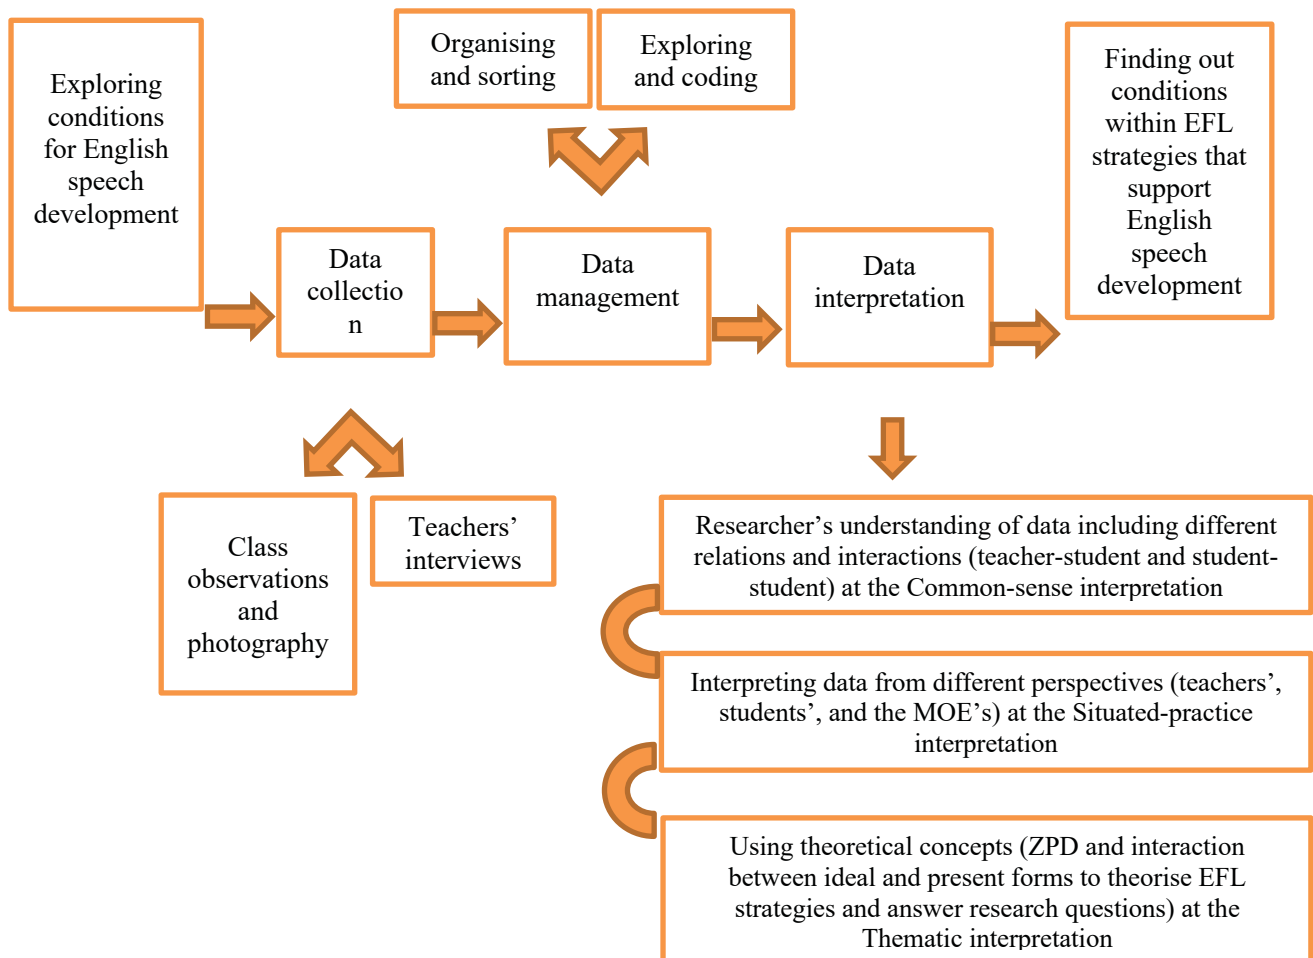 Exploring
conditions
for English
speech
development
Organising
and sorting
Exploring
and coding
Finding out
conditions
within EFL
strategies that
support
English
speech
development
Data
collectio
n
Data
management
Data
interpretation
Class
observations
and
photography
Teachers’
interviews
Researcher’s understanding of data including different
relations and interactions (teacher-student and student-
student) at the Common-sense interpretation
Interpreting data from different perspectives (teachers’,
students’, and the MOE’s) at the Situated-practice
interpretation
Using theoretical concepts (ZPD and interaction
between ideal and present forms to theorise EFL
strategies and answer research questions) at the
Thematic interpretation